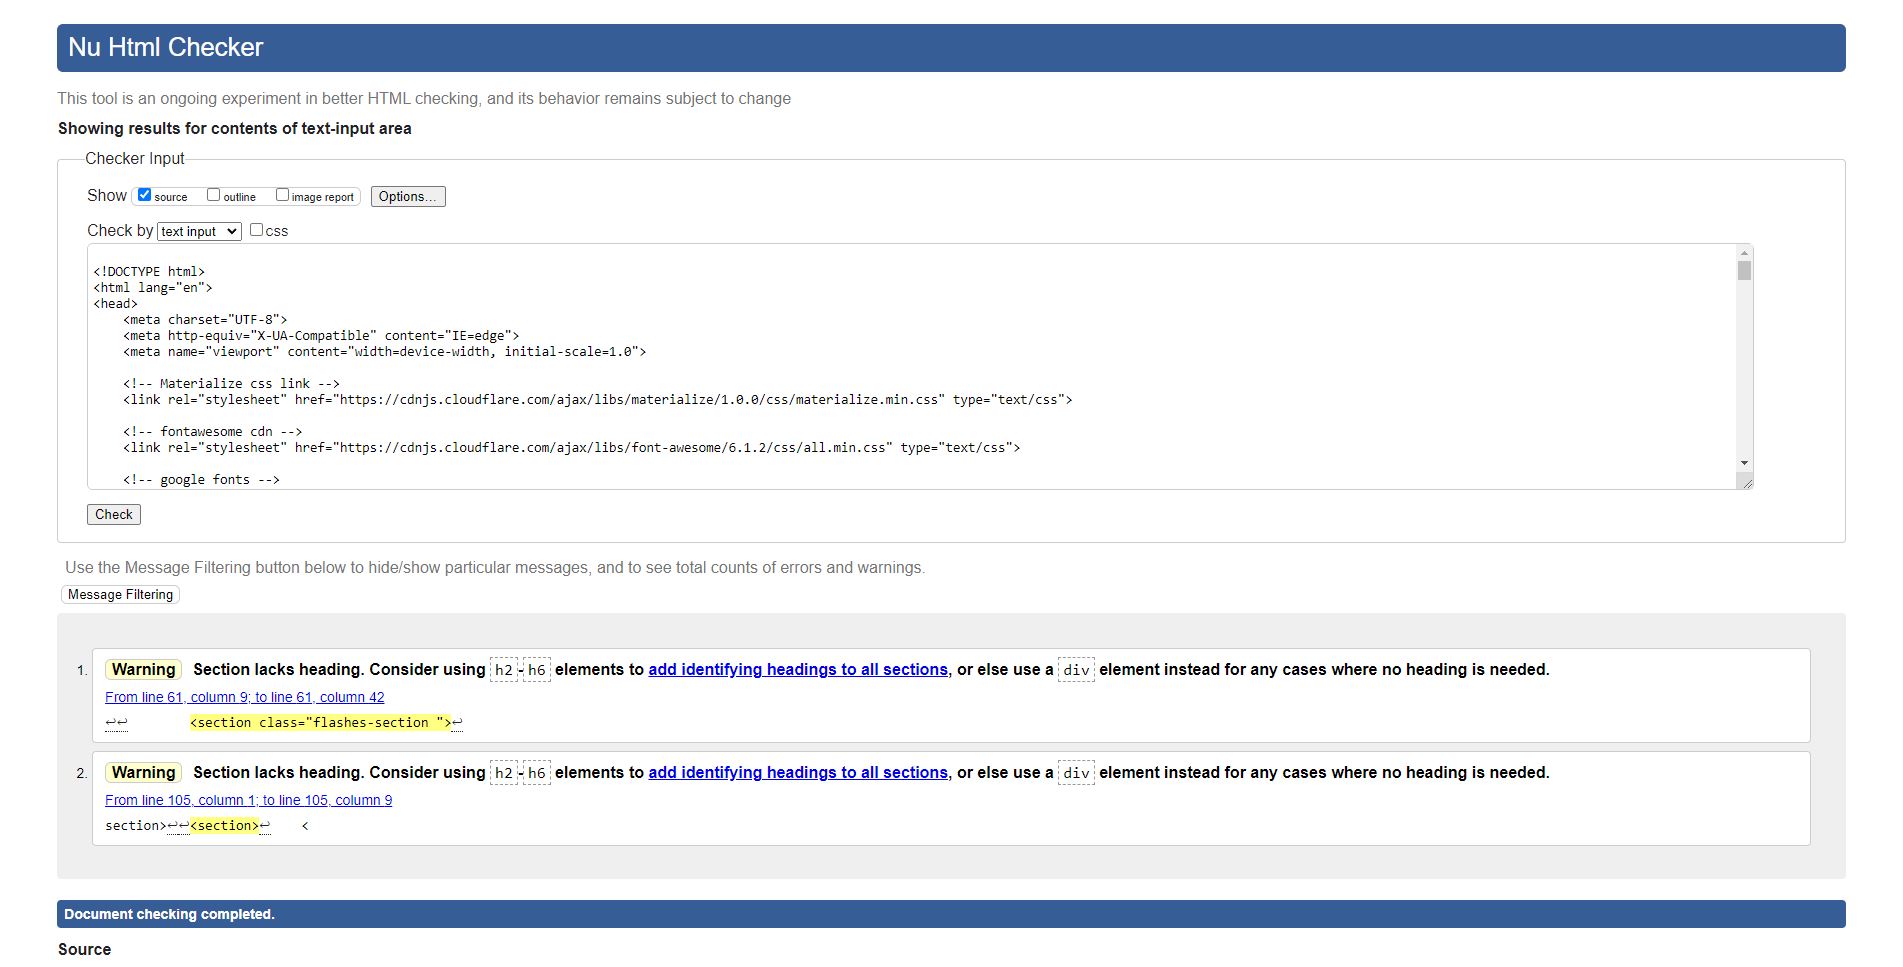 Nu Html Checker
This tool is an ongoing experiment in better HTML checking, and its behavior remains subject to change
Showing results for contents of text-input area
Checker Input
Show source outline image report Options...
Check by text input css
<!DOCTYPE html>
<html lang="en">
<head>
    <meta charset="UTF-8">
    <meta http-equiv="X-UA-Compatible" content="IE=edge">
    <meta name="viewport" content="width=device-width, initial-scale=1.0">
    <!-- Materialize css link -->
    <link rel="stylesheet" href="https://cdnjs.cloudflare.com/ajax/libs/materialize/1.0.0/css/materialize.min.css" type="text/css">
    <!-- fontawesome cdn -->
    <link rel="stylesheet" href="https://cdnjs.cloudflare.com/ajax/libs/font-awesome/6.1.2/css/all.min.css" type="text/css">
    <!-- google fonts -->
Check
Use the Message Filtering button below to hide/show particular messages, and to see total counts of errors and warnings.
Message Filtering
1. Warning Section lacks heading. Consider using h2-h6 elements to add identifying headings to all sections, or else use a div element instead for any cases where no heading is needed.
From line 61, column 9; to line 61, column 42
↩↩        <section class="flashes-section ">↩
2. Warning Section lacks heading. Consider using h2-h6 elements to add identifying headings to all sections, or else use a div element instead for any cases where no heading is needed.
From line 105, column 1; to line 105, column 9
section>↩↩<section>↩    <
Document checking completed.
Source